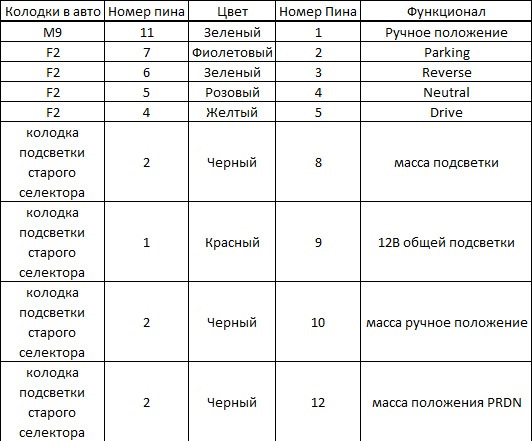 Колодки в авто Номер пина Цвет Номер Пина Функционал
М9 11 Зеленый 1 Ручное положение
F2 7 Фиолетовый 2 Parking
F2 6 Зеленый 3 Reverse
F2 5 Розовый 4 Neutral
F2 4 Желтый 5 Drive
колодка
подсветки
старого
селектора
2 Черный 8 масса подсветки
колодка
подсветки
старого
селектора
1 Красный 9 12В общей подсветки
колодка
подсветки
старого
селектора
2 Черный 10 масса ручное положение
колодка
подсветки
старого
селектора
2 Черный 12 масса положения PRDN